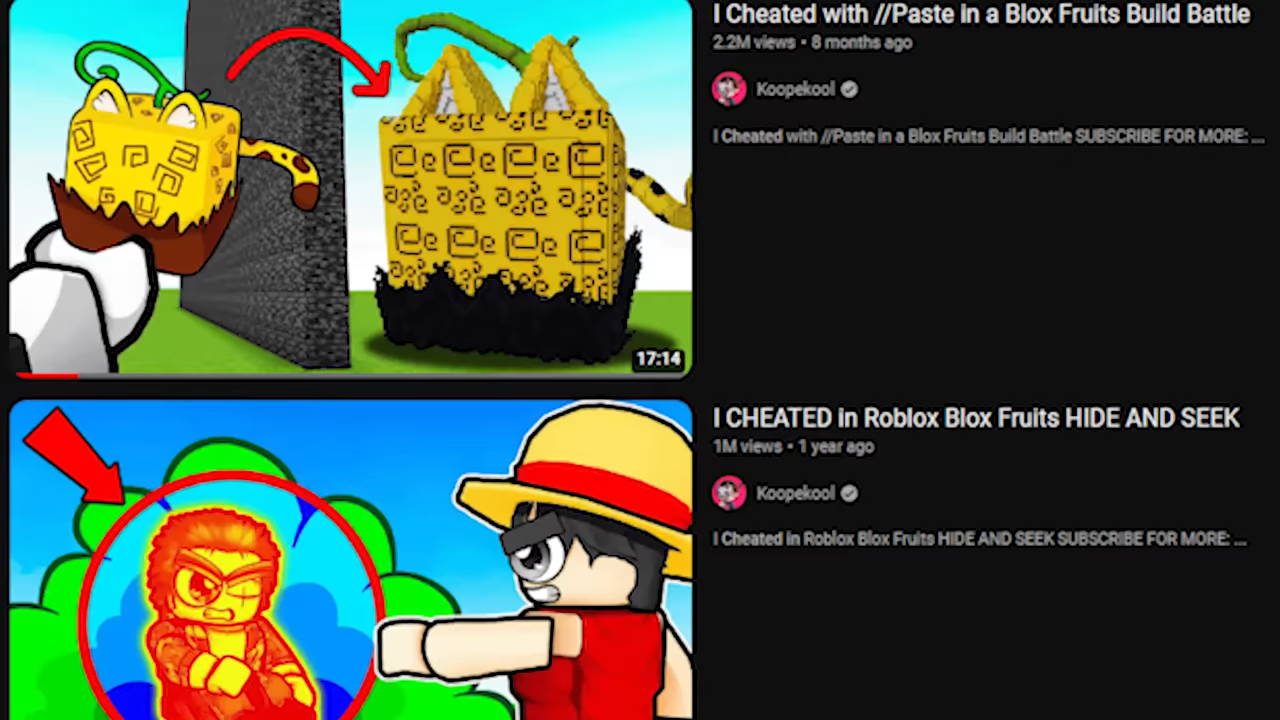 I Cheated with //Paste in a Blox Fruits Build Battle
2.2M views • 8 months ago
Koopekool
I Cheated with //Paste in a Blox Fruits Build Battle SUBSCRIBE FOR MORE: ...
17:14
I CHEATED in Roblox Blox Fruits HIDE AND SEEK
1M views • 1 year ago
Koopekool
I Cheated in Roblox Blox Fruits HIDE AND SEEK SUBSCRIBE FOR MORE: ...